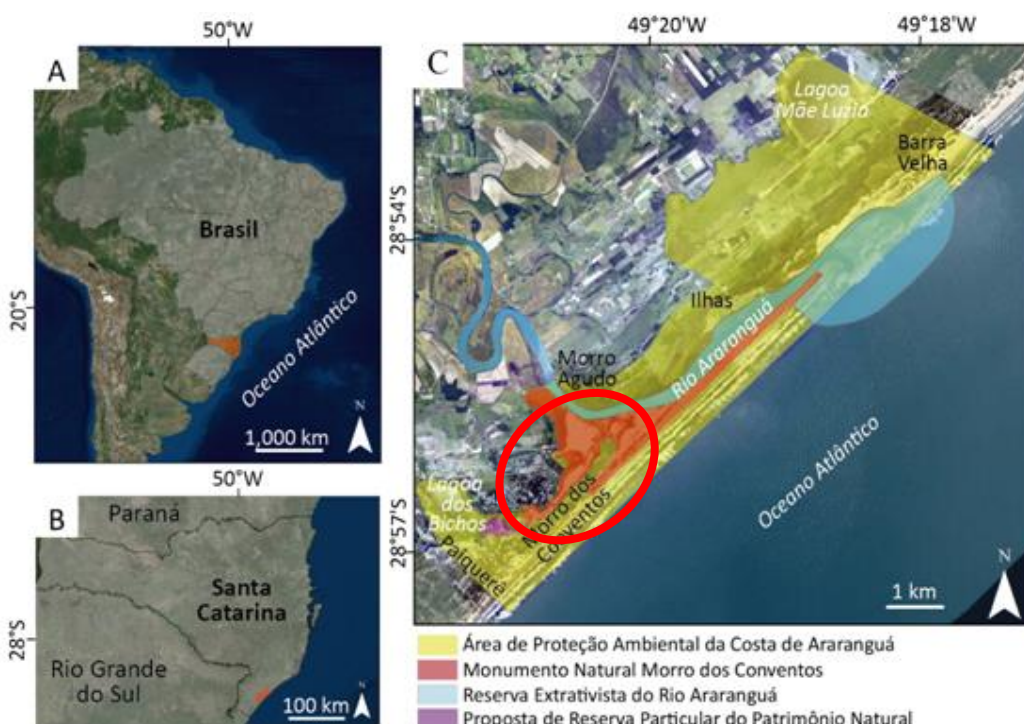 50°W
A
Brasil
20°S
Oceano Atlântico
1,000 km
N
50°W
B
Paraná
Santa
Catarina
28°S
Rio Grande
do Sul
100 km
N
49°20'W
49°18'W
C
Lagoa
Mãe Luzia
Barra
Velha
28°54'S
Ilhas
Rio Araranguá
Morro
Agudo
Lagoa
dos
Bichos
Morro dos
Conventos
28°57'S
Paiquerê
Oceano Atlântico
N
1 km
Área de Proteção Ambiental da Costa de Araranguá
Monumento Natural Morro dos Conventos
Reserva Extrativista do Rio Araranguá
Proposta de Reserva Particular do Patrimônio Natural